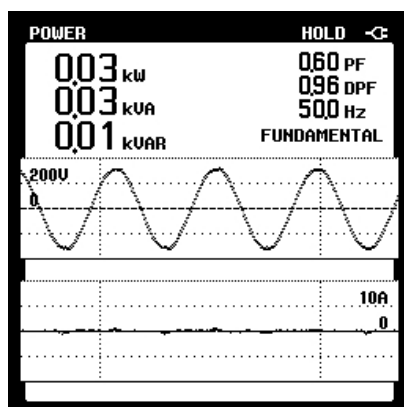 POWER HOLD
0,03 kW 0,60 PF
0,03 kVA 0,96 DPF
0,01 kVAR 50,0 Hz
FUNDAMENTAL
200V
0
10A
0